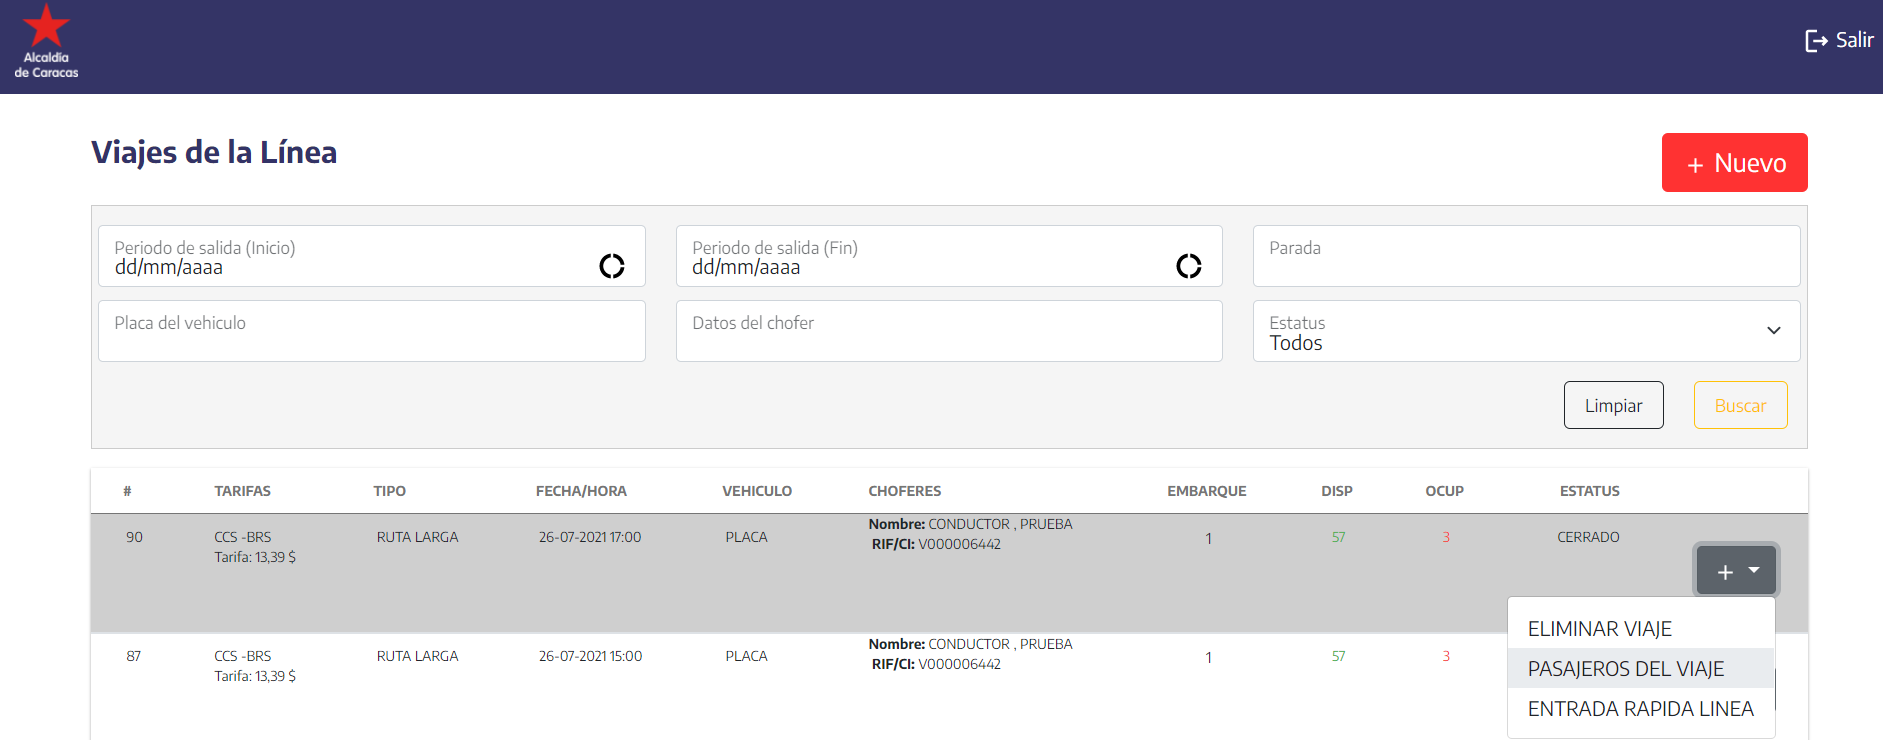 Alcaldía
de Caracas
Salir
Viajes de la Línea
+ Nuevo
Periodo de salida (Inicio)
dd/mm/aaaa
Periodo de salida (Fin)
dd/mm/aaaa
Parada
Placa del vehiculo
Datos del chofer
Estatus
Todos
Limpiar
Buscar
# TARIFAS TIPO FECHA/HORA VEHICULO CHOFERES EMBARQUE DISP OCUP ESTATUS
90 CCS -BRS RUTA LARGA 26-07-2021 17:00 PLACA Nombre: CONDUCTOR , PRUEBA 1 57 3 CERRADO
Tarifa: 13,39 $ RIF/CI: V000006442
+
ELIMINAR VIAJE
PASAJEROS DEL VIAJE
ENTRADA RAPIDA LINEA
87 CCS -BRS RUTA LARGA 26-07-2021 15:00 PLACA Nombre: CONDUCTOR , PRUEBA 1 57 3
Tarifa: 13,39 $ RIF/CI: V000006442